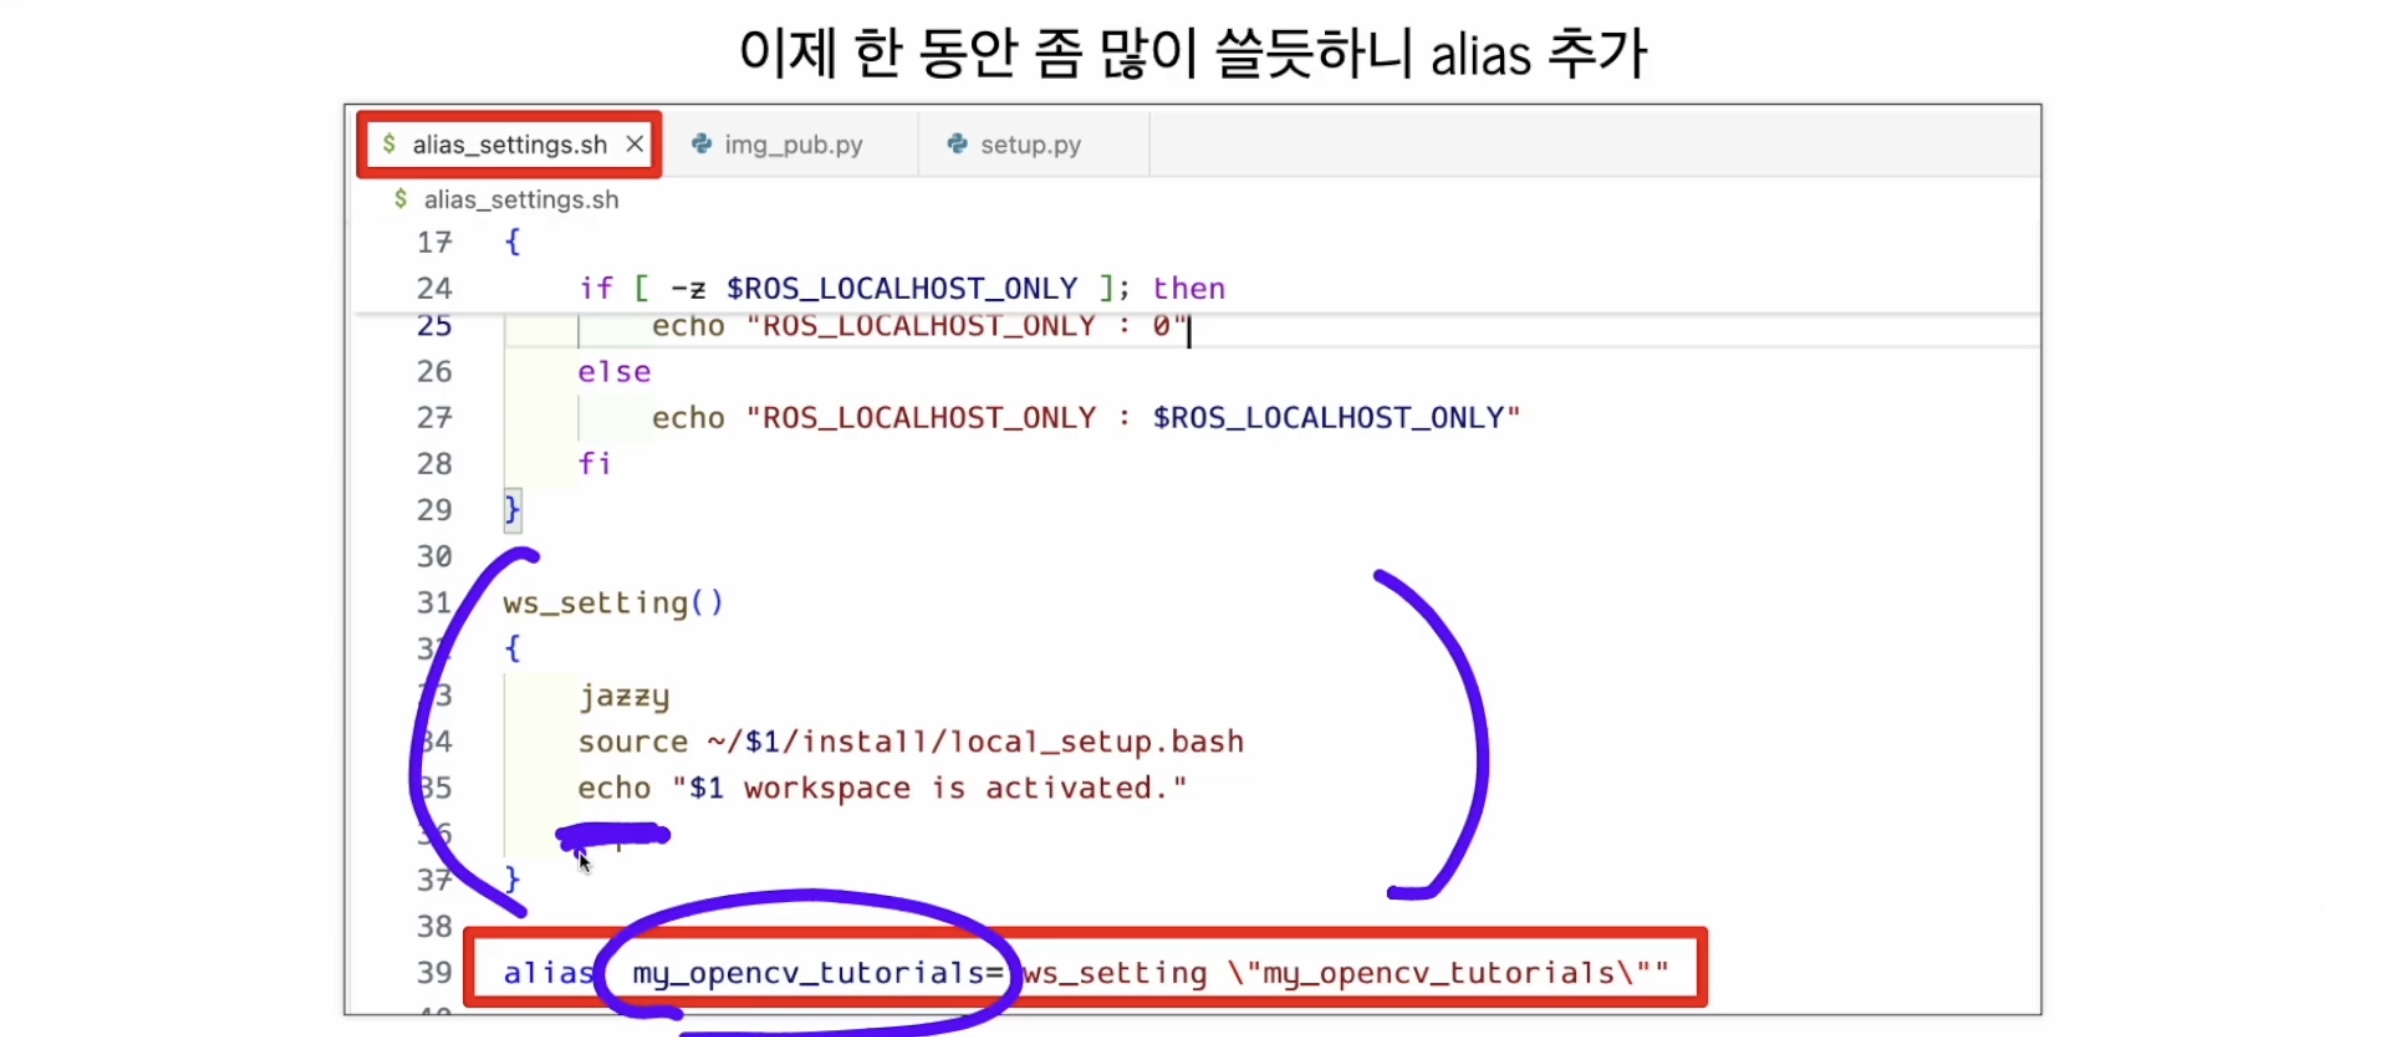 이제 한 동안 좀 많이 쓸듯하니 alias 추가
$ alias_settings.sh × img_pub.py setup.py
$ alias_settings.sh
17 {
24 if [ -z $ROS_LOCALHOST_ONLY ]; then
25 echo "ROS_LOCALHOST_ONLY : 0"
26 else
27 echo "ROS_LOCALHOST_ONLY : $ROS_LOCALHOST_ONLY"
28 fi
29 }
30
31 ws_setting()
32 {
33 jazzy
34 source ~/$1/install/local_setup.bash
35 echo "$1 workspace is activated."
36
37 }
38
39 alias my_opencv_tutorials= ws_setting \"my_opencv_tutorials\""